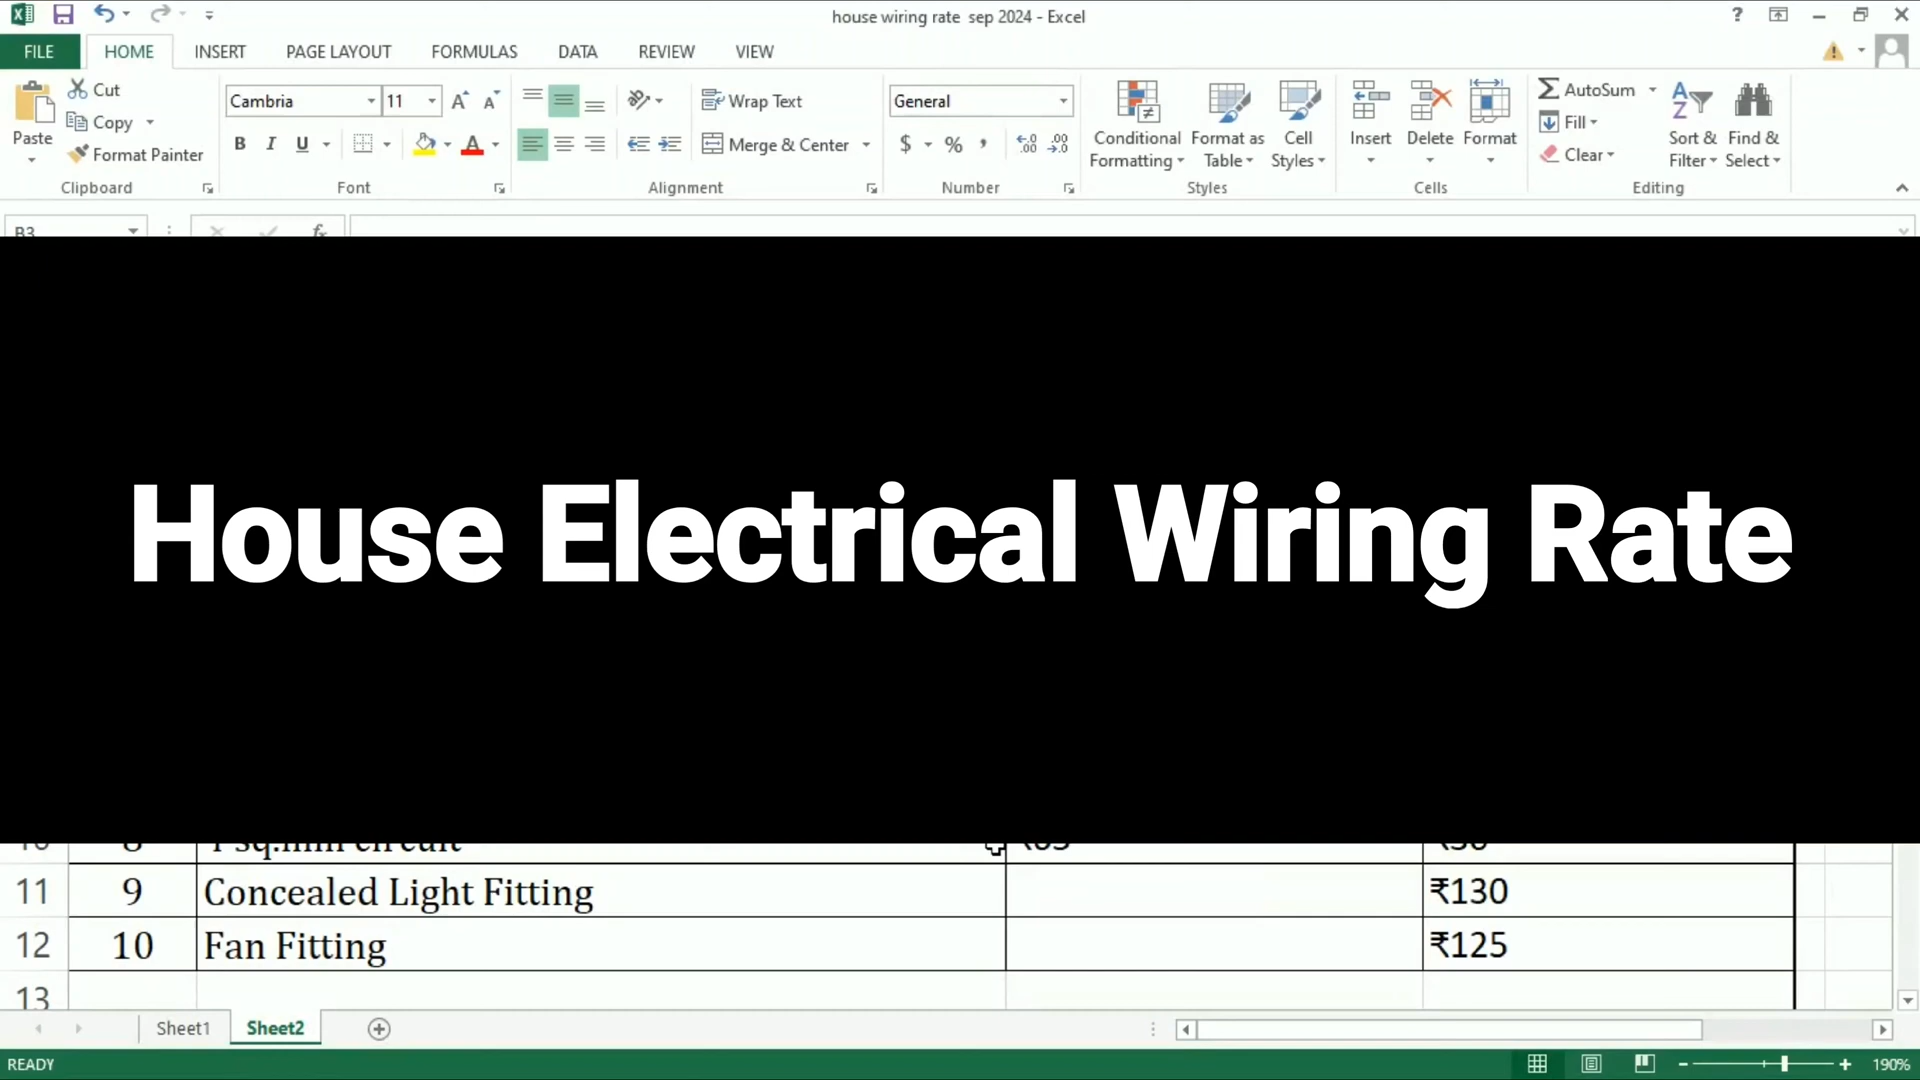 house wiring rate  sep 2024 - Excel
FILE HOME INSERT PAGE LAYOUT FORMULAS DATA REVIEW VIEW
Cut
Copy
Format Painter
Paste
Clipboard
Cambria 11
B I U
Font
Wrap Text
Merge & Center
Alignment
General
$ % ,
Number
Conditional Formatting
Format as Table
Cell Styles
Styles
Insert
Delete
Format
Cells
AutoSum
Fill
Clear
Sort & Filter
Find & Select
Editing
B3
House Electrical Wiring Rate
11 9 Concealed Light Fitting ₹130
12 10 Fan Fitting ₹125
13
Sheet1 Sheet2
READY
190%